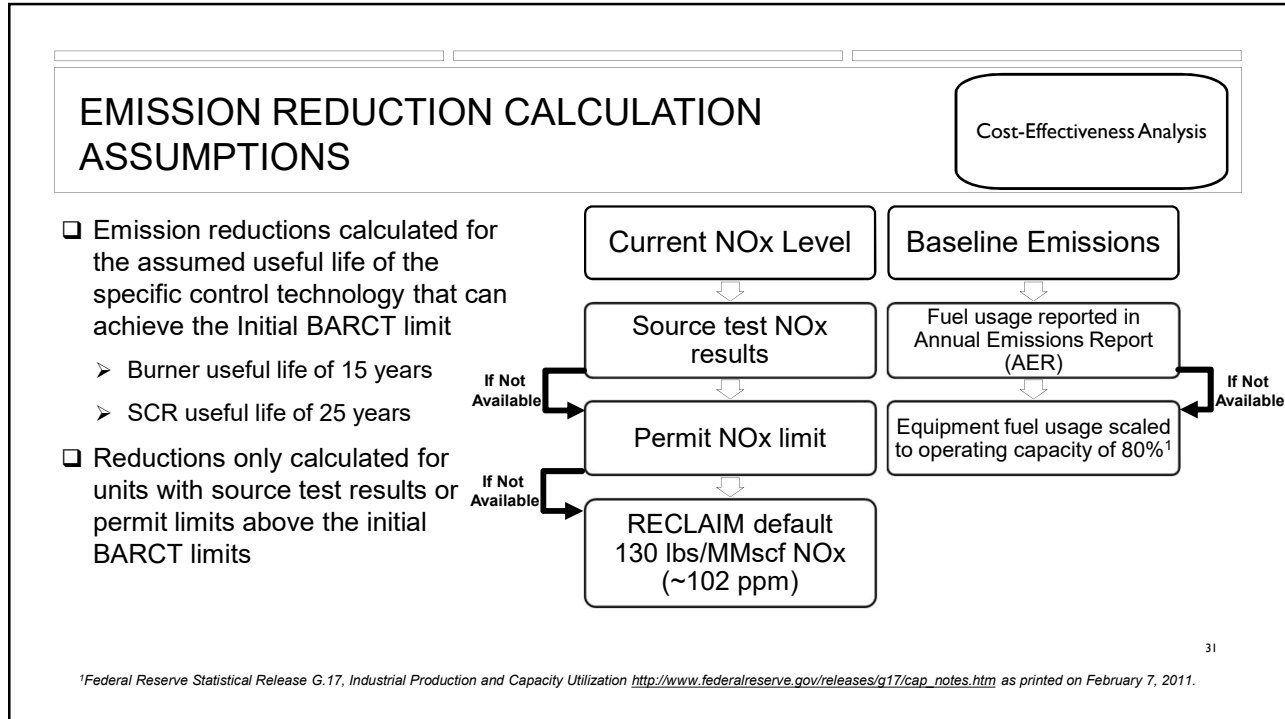 EMISSION REDUCTION CALCULATION
ASSUMPTIONS
Cost-Effectiveness Analysis
❑ Emission reductions calculated for
the assumed useful life of the
specific control technology that can
achieve the Initial BARCT limit
➢ Burner useful life of 15 years
➢ SCR useful life of 25 years
❑ Reductions only calculated for
units with source test results or
permit limits above the initial
BARCT limits
Current NOx Level
Source test NOx
results
If Not
Available
Permit NOx limit
If Not
Available
RECLAIM default
130 lbs/MMscf NOx
(~102 ppm)
Baseline Emissions
Fuel usage reported in
Annual Emissions Report
(AER)
If Not
Available
Equipment fuel usage scaled
to operating capacity of 80%¹
31
¹Federal Reserve Statistical Release G.17, Industrial Production and Capacity Utilization http://www.federalreserve.gov/releases/g17/cap_notes.htm as printed on February 7, 2011.